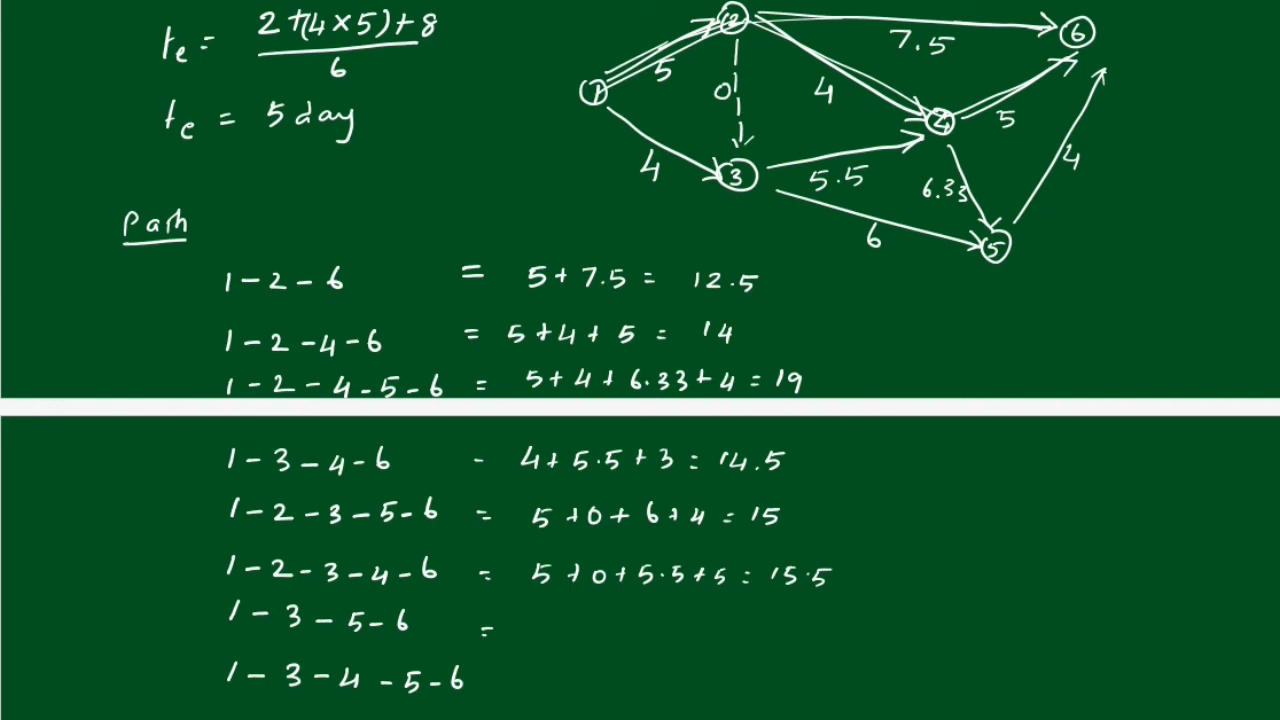 te = 2+(4×5)+8 / 6
te = 5 day
1
2
3
4
5
6
5
4
0
4
7.5
5.5
6
6.33
5
4
Path
1-2-6 = 5+7.5 = 12.5
1-2-4-6 = 5+4+5 = 14
1-2-4-5-6 = 5+4+6.33+4 = 19
1-3-4-6 - 4+5.5+3 = 14.5
1-2-3-5-6 = 5+0+6+4 = 15
1-2-3-4-6 = 5+0+5.5+5 = 15.5
1-3-5-6 =
1-3-4-5-6